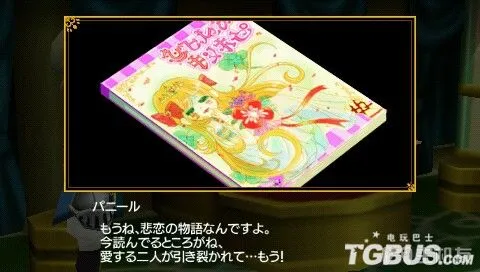 パニール
もうね、悲恋の物語なんですよ。
今読んでるところがね、
愛する二人が引き裂かれて…もう!
电玩巴士
TGBUS.com